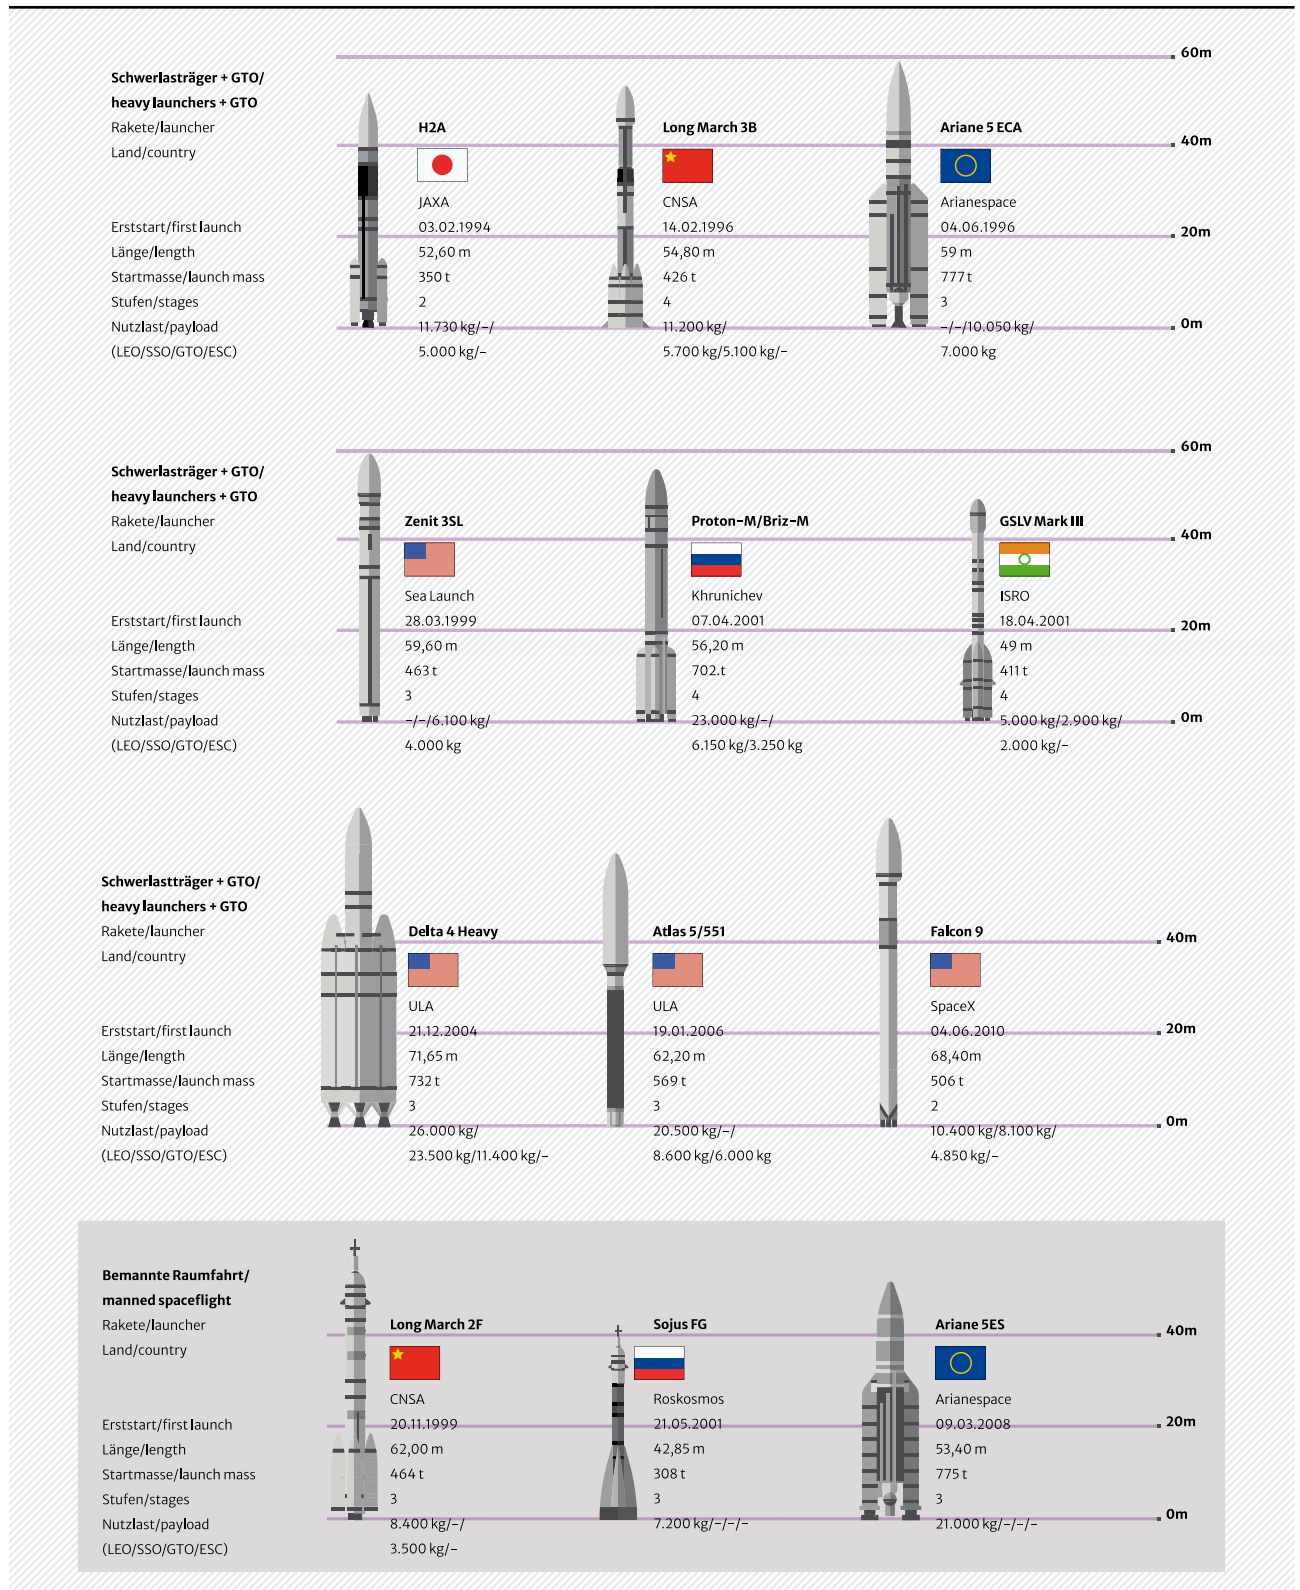 60m
Schwerlasträger + GTO/
heavy launchers + GTO
Rakete/launcher H2A Long March 3B Ariane 5 ECA
Land/country 40m
JAXA CNSA Arianespace
Erststart/first launch 03.02.1994 14.02.1996 04.06.1996 20m
Länge/length 52,60 m 54,80 m 59 m
Startmasse/launch mass 350 t 426 t 777 t
Stufen/stages 2 4 3
Nutzlast/payload 11.730 kg/–/ 11.200 kg/ –/–/10.050 kg/ 0m
(LEO/SSO/GTO/ESC) 5.000 kg/– 5.700 kg/5.100 kg/– 7.000 kg
60m
Schwerlasträger + GTO/
heavy launchers + GTO
Rakete/launcher Zenit 3SL Proton-M/Briz-M GSLV Mark III
Land/country 40m
Sea Launch Khrunichev ISRO
Erststart/first launch 28.03.1999 07.04.2001 18.04.2001 20m
Länge/length 59,60 m 56,20 m 49 m
Startmasse/launch mass 463 t 702.t 411 t
Stufen/stages 3 4 4
Nutzlast/payload –/–/6.100 kg/ 23.000 kg/–/ 5.000 kg/2.900 kg/ 0m
(LEO/SSO/GTO/ESC) 4.000 kg 6.150 kg/3.250 kg 2.000 kg/–
Schwerlastträger + GTO/
heavy launchers + GTO
Rakete/launcher Delta 4 Heavy Atlas 5/551 Falcon 9 40m
Land/country
ULA ULA SpaceX
Erststart/first launch 21.12.2004 19.01.2006 04.06.2010 20m
Länge/length 71,65 m 62,20 m 68,40m
Startmasse/launch mass 732 t 569 t 506 t
Stufen/stages 3 3 2
Nutzlast/payload 26.000 kg/ 20.500 kg/–/ 10.400 kg/8.100 kg/ 0m
(LEO/SSO/GTO/ESC) 23.500 kg/11.400 kg/– 8.600 kg/6.000 kg 4.850 kg/–
Bemannte Raumfahrt/
manned spaceflight
Rakete/launcher Long March 2F Sojus FG Ariane 5ES 40m
Land/country
CNSA Roskosmos Arianespace
Erststart/first launch 20.11.1999 21.05.2001 09.03.2008 20m
Länge/length 62,00 m 42,85 m 53,40 m
Startmasse/launch mass 464 t 308 t 775 t
Stufen/stages 3 3 3
Nutzlast/payload 8.400 kg/–/ 7.200 kg/–/–/– 21.000 kg/–/–/– 0m
(LEO/SSO/GTO/ESC) 3.500 kg/–